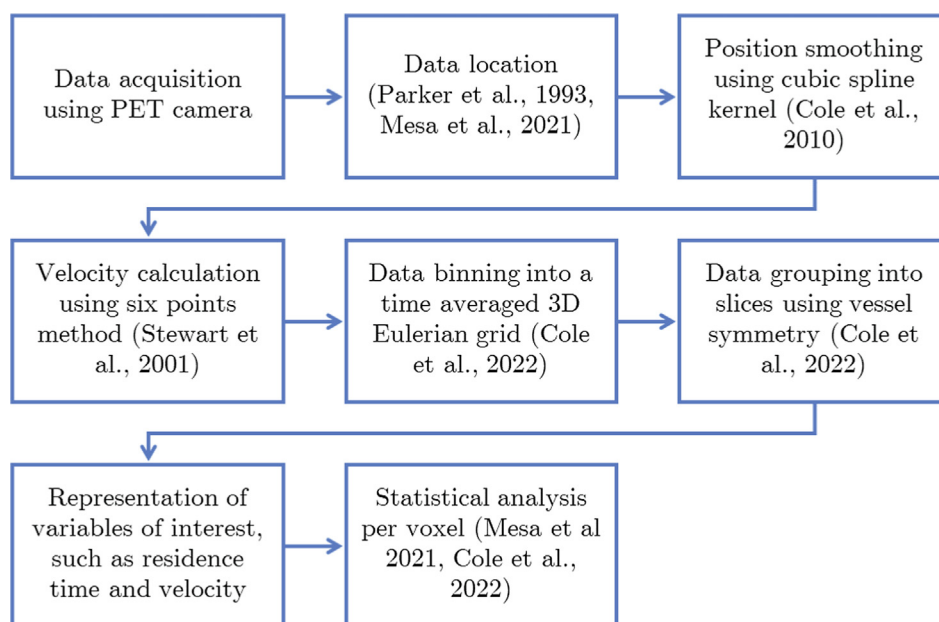 Data acquisition
using PET camera
Data location
(Parker et al., 1993,
Mesa et al., 2021)
Position smoothing
using cubic spline
kernel (Cole et al.,
2010)
Velocity calculation
using six points
method (Stewart et
al., 2001)
Data binning into a
time averaged 3D
Eulerian grid (Cole
et al., 2022)
Data grouping into
slices using vessel
symmetry (Cole et
al., 2022)
Representation of
variables of interest,
such as residence
time and velocity
Statistical analysis
per voxel (Mesa et al
2021, Cole et al.,
2022)